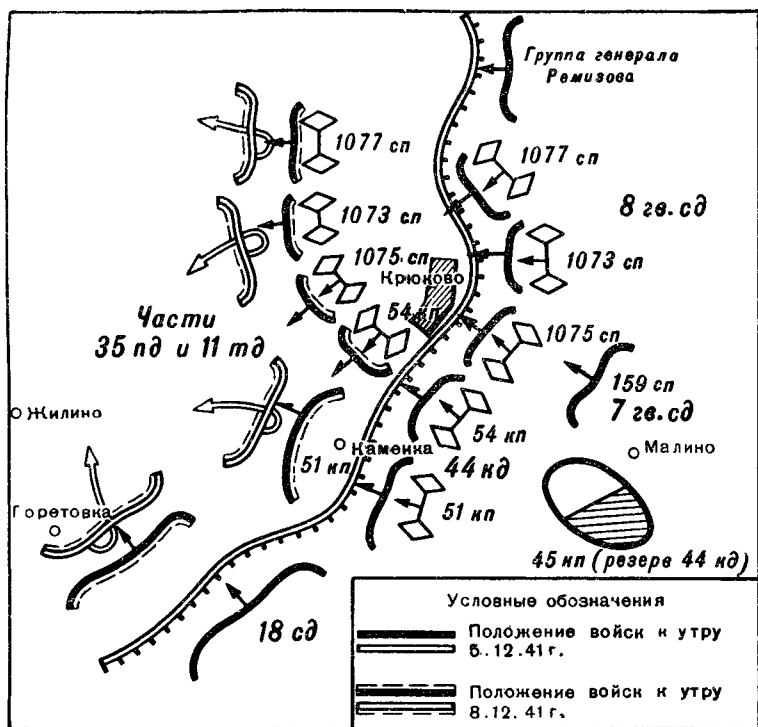 Группа генерала
Ремизова
1077 сп
1077 сп
8 гв. сд
1073 сп
1075 сп
1073 сп
Крюково
54 кп
Части
35 пд и 11 тд
1075 сп
159 сп
7 гв. сд
Жилино
54 кп
Каменка
44 кд
Малино
51 кп
51 кп
Горетовка
45 кп (резерв 44 кд)
18 сд
Условные обозначения
Положение войск к утру
5.12.41 г.
Положение войск к утру
8.12.41 г.